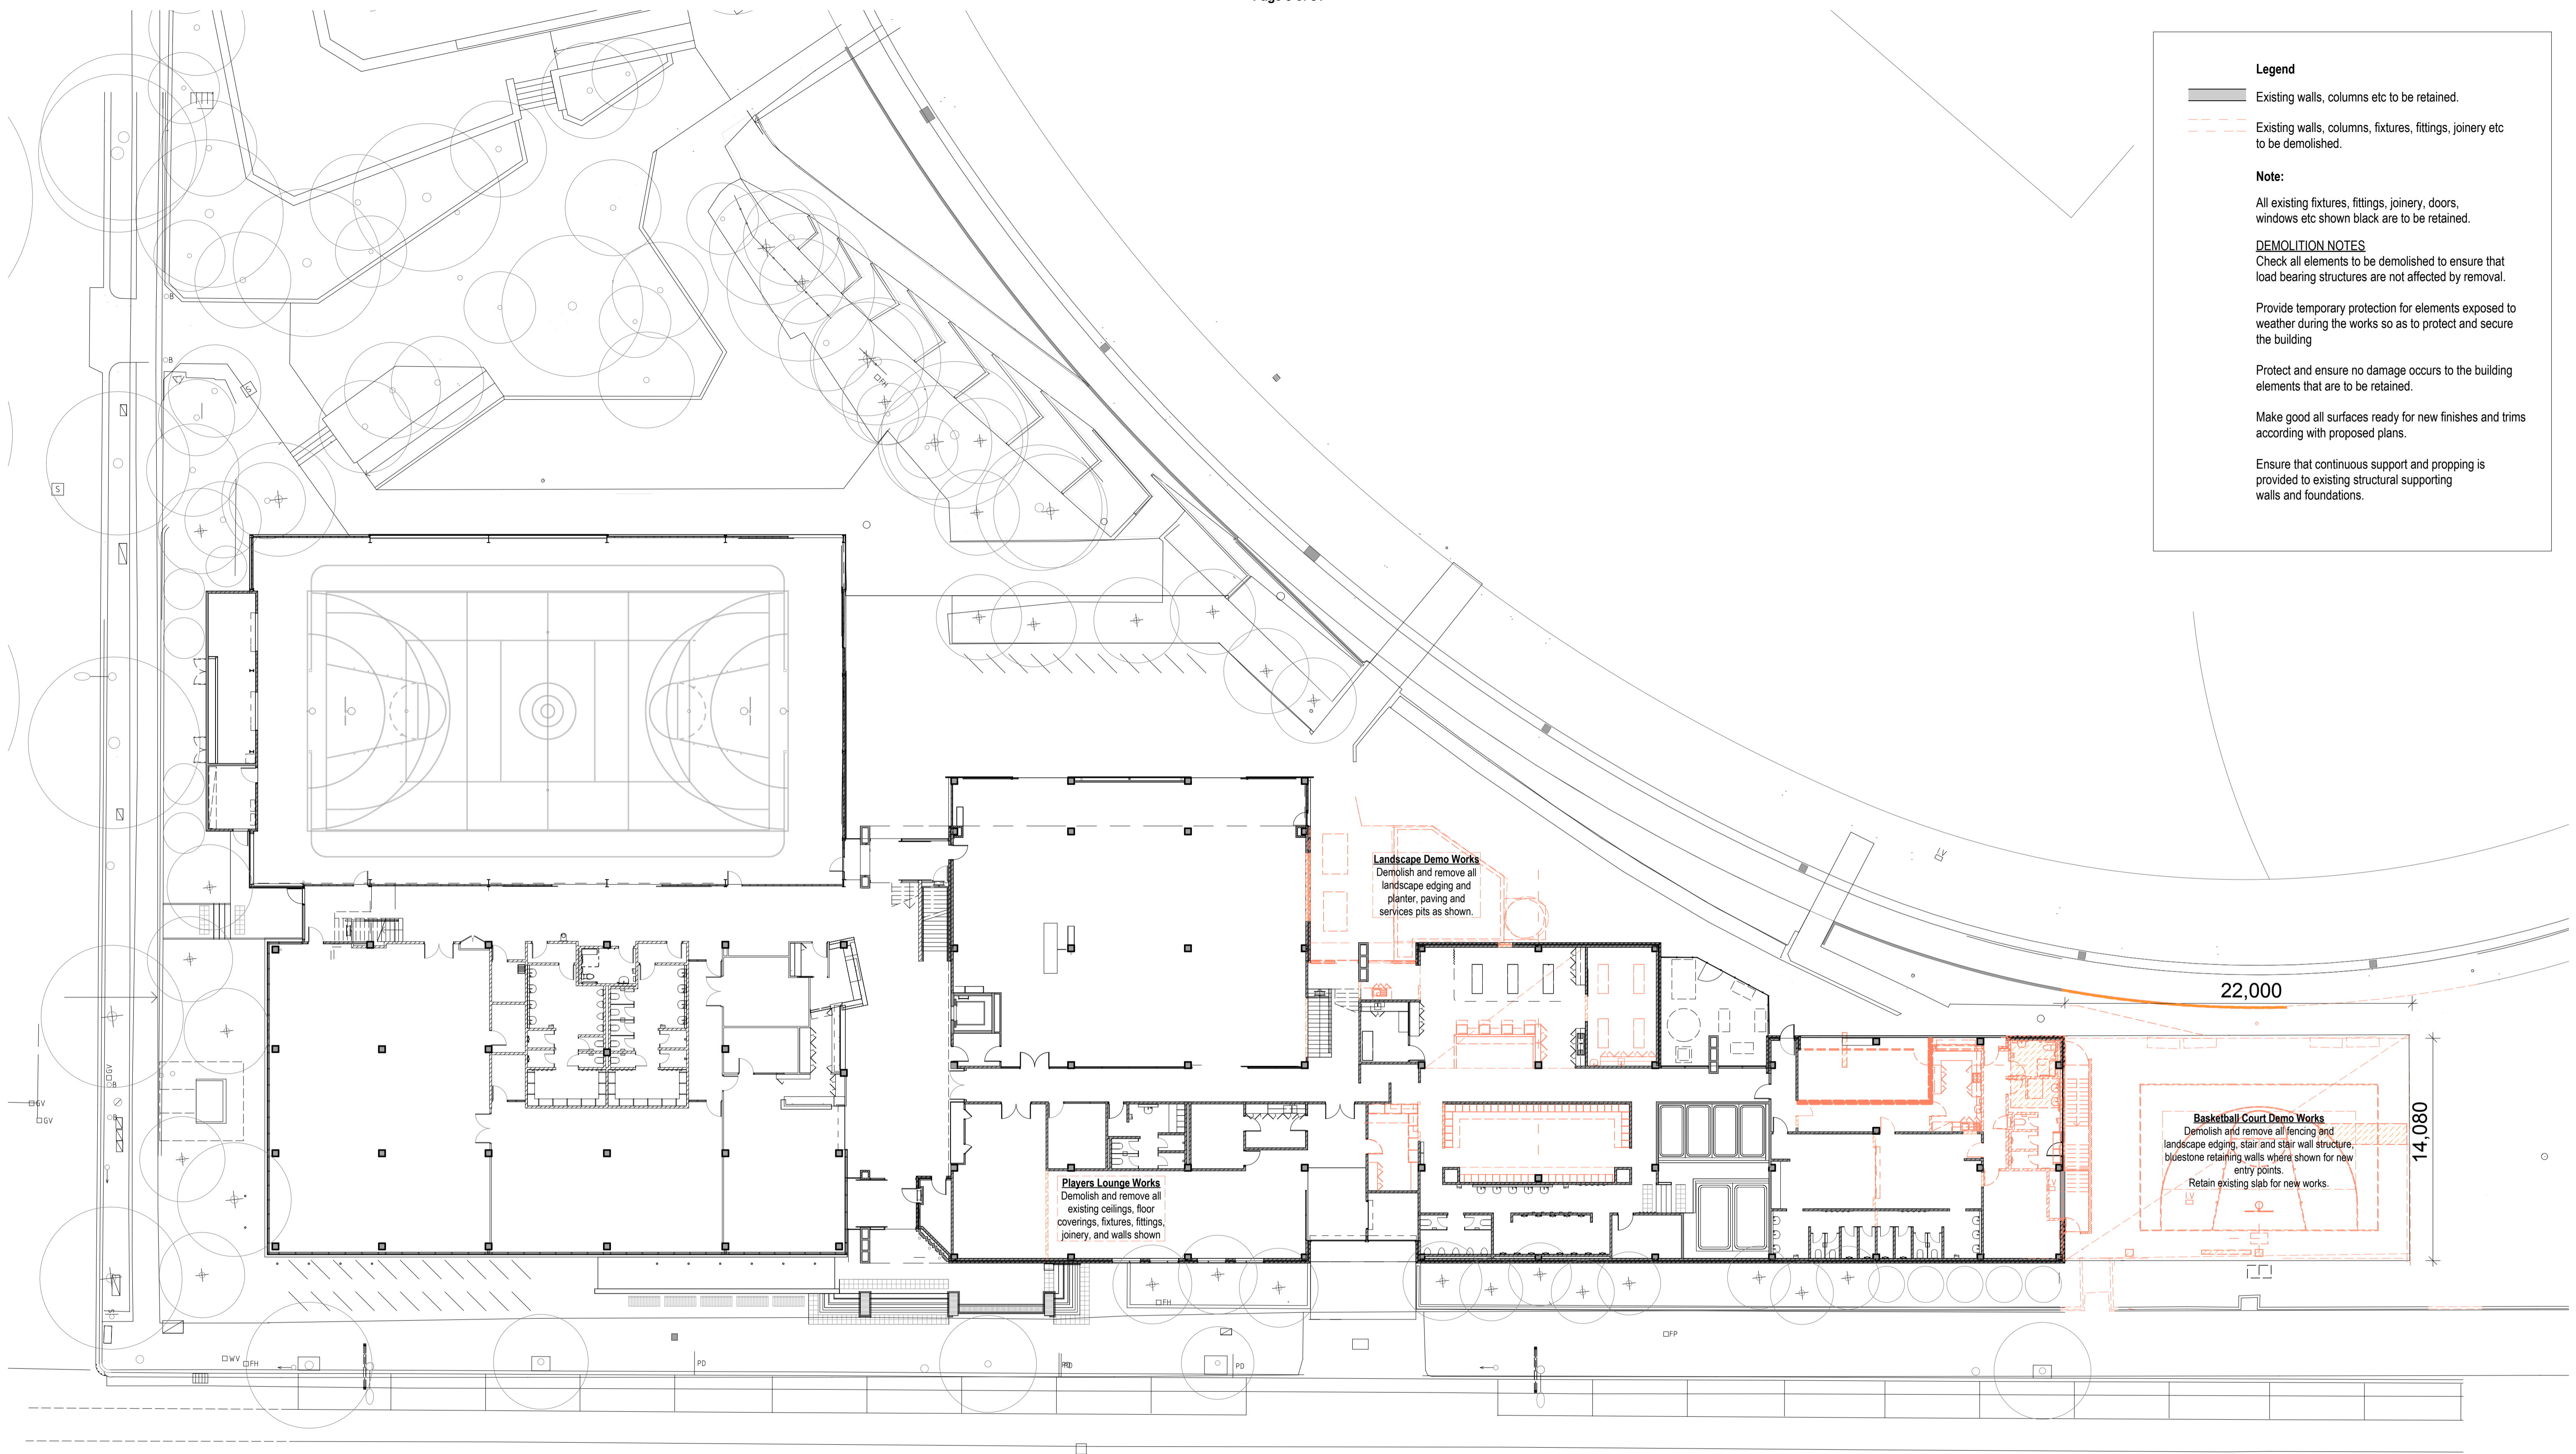 Legend
Existing walls, columns etc to be retained.
Existing walls, columns, fixtures, fittings, joinery etc
to be demolished.
Note:
All existing fixtures, fittings, joinery, doors,
windows etc shown black are to be retained.
DEMOLITION NOTES
Check all elements to be demolished to ensure that
load bearing structures are not affected by removal.
Provide temporary protection for elements exposed to
weather during the works so as to protect and secure
the building
Protect and ensure no damage occurs to the building
elements that are to be retained.
Make good all surfaces ready for new finishes and trims
according with proposed plans.
Ensure that continuous support and propping is
provided to existing structural supporting
walls and foundations.
B
B
S
S
FH
Landscape Demo Works
Demolish and remove all
landscape edging and
planter, paving and
services pits as shown.
22,000
14,080
GV
B
GV
GV
B
Basketball Court Demo Works
Demolish and remove all fencing and
landscape edging, stair and stair wall structure,
bluestone retaining walls where shown for new
entry points.
Retain existing slab for new works.
Players Lounge Works
Demolish and remove all
existing ceilings, floor
coverings, fixtures, fittings,
joinery, and walls shown
FH
FP
WV
FH
PD
PD
PD